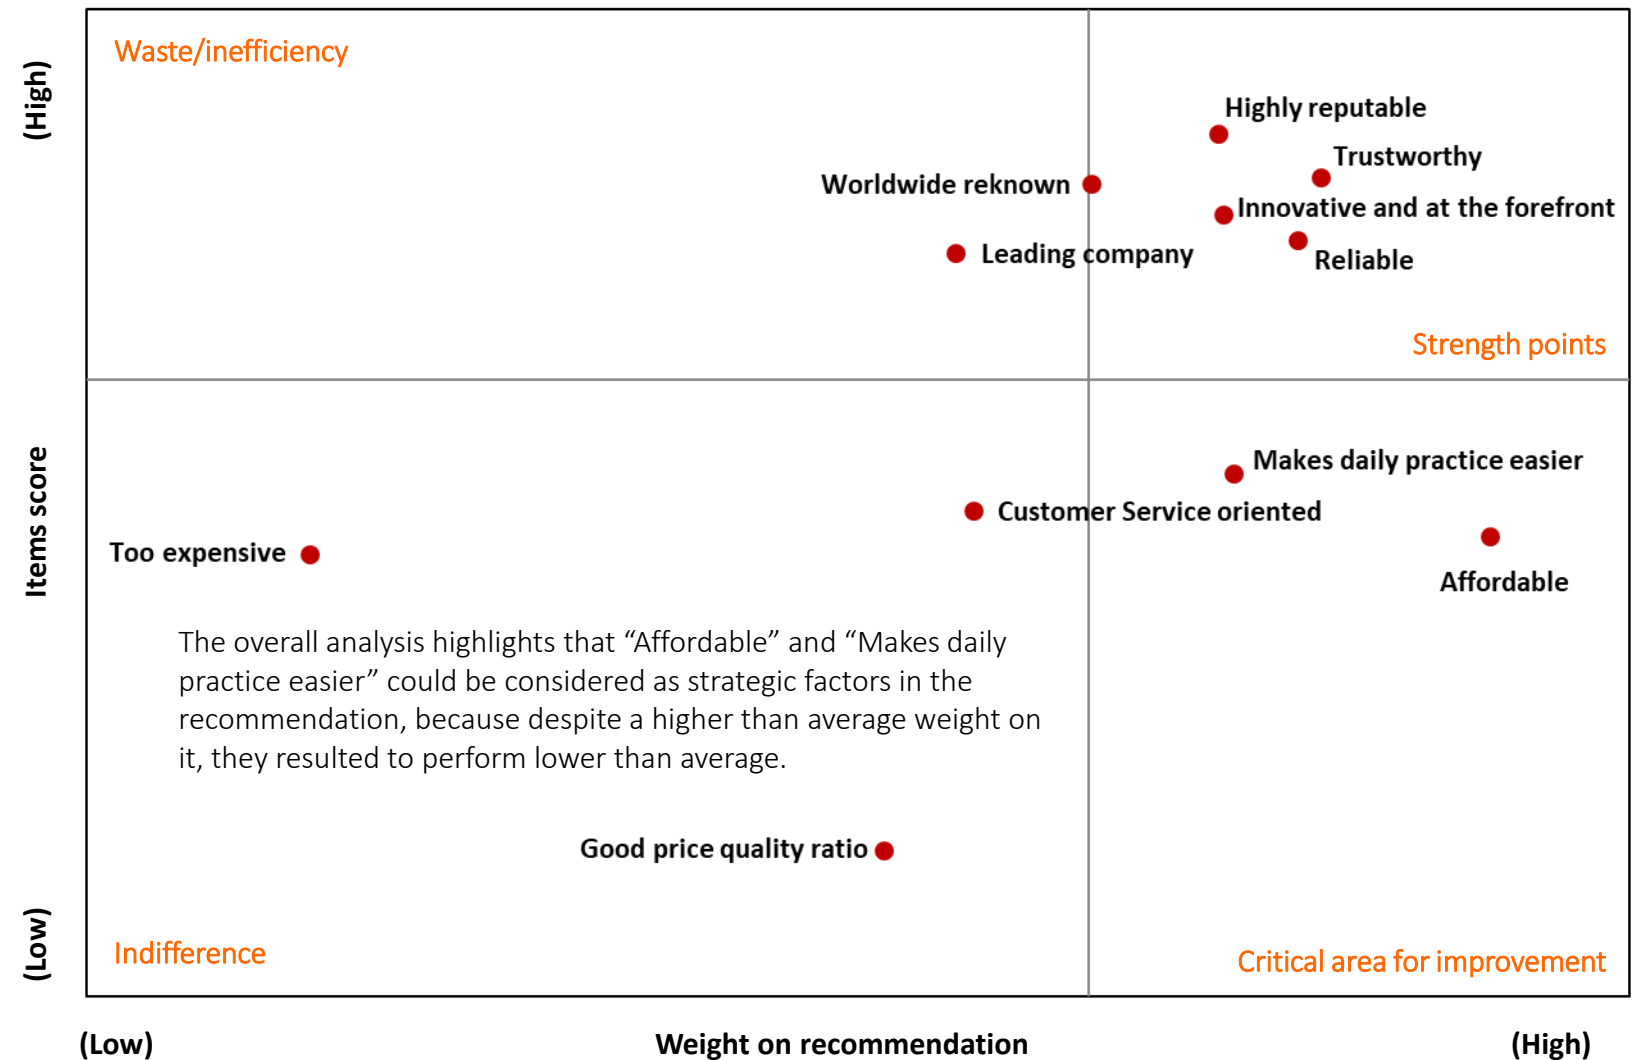 Waste/inefficiency
(High)
Highly reputable
Trustworthy
Worldwide reknown
Innovative and at the forefront
Leading company
Reliable
Strength points
Items score
Makes daily practice easier
Customer Service oriented
Too expensive
Affordable
The overall analysis highlights that “Affordable” and “Makes daily
practice easier” could be considered as strategic factors in the
recommendation, because despite a higher than average weight on
it, they resulted to perform lower than average.
Good price quality ratio
(Low)
Indifference
Critical area for improvement
(Low)
Weight on recommendation
(High)